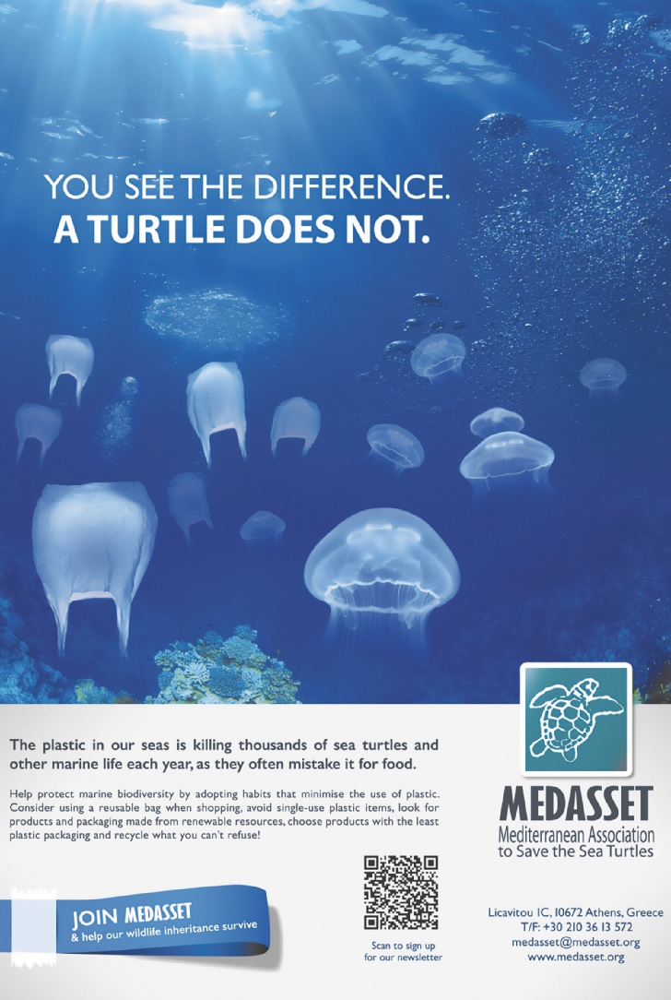 YOU SEE THE DIFFERENCE.
A TURTLE DOES NOT.
The plastic in our seas is killing thousands of sea turtles and
other marine life each year, as they often mistake it for food.
Help protect marine biodiversity by adopting habits that minimise the use of plastic.
Consider using a reusable bag when shopping, avoid single-use plastic items, look for
products and packaging made from renewable resources, choose products with the least
plastic packaging and recycle what you can't refuse!
JOIN MEDASSET
& help our wildlife inheritance survive
Scan to sign up
for our newsletter
MEDASSET
Mediterranean Association
to Save the Sea Turtles
Licavitou 1C, 10672 Athens, Greece
T/F: +30 210 36 13 572
medasset@medasset.org
www.medasset.org